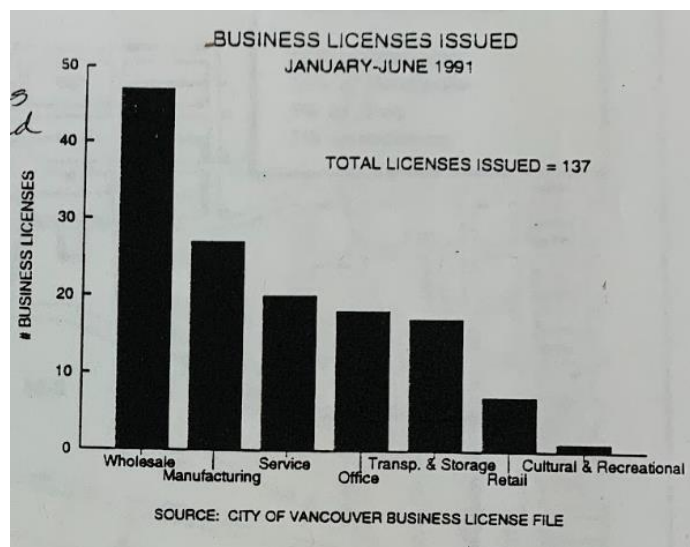 BUSINESS LICENSES ISSUED
JANUARY-JUNE 1991
50
s
d
40
TOTAL LICENSES ISSUED = 137
30
# BUSINESS LICENSES
20
10
0
Wholesale
Manufacturing
Service
Office
Transp. & Storage
Retail
Cultural & Recreational
SOURCE: CITY OF VANCOUVER BUSINESS LICENSE FILE